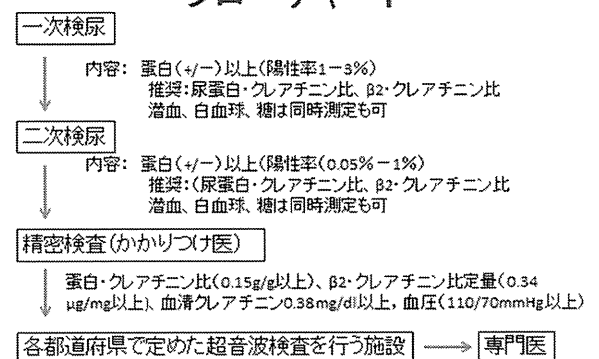 フローチャート
一次検尿
内容: 蛋白(+/−)以上(陽性率1−3%)
推奨:尿蛋白・クレアチニン比、β2・クレアチニン比
潜血、白血球、糖は同時測定も可
二次検尿
内容: 蛋白(+/−)以上(陽性率(0.05%−1%)
推奨:(尿蛋白・クレアチニン比、β2・クレアチニン比
潜血、白血球、糖は同時測定も可
精密検査(かかりつけ医)
蛋白・クレアチニン比(0.15g/g以上)、β2・クレアチニン比定量(0.34
μg/mg以上)、血清クレアチニン0.38mg/dl以上,血圧(110/70mmHg以上)
各都道府県で定めた超音波検査を行う施設 専門医